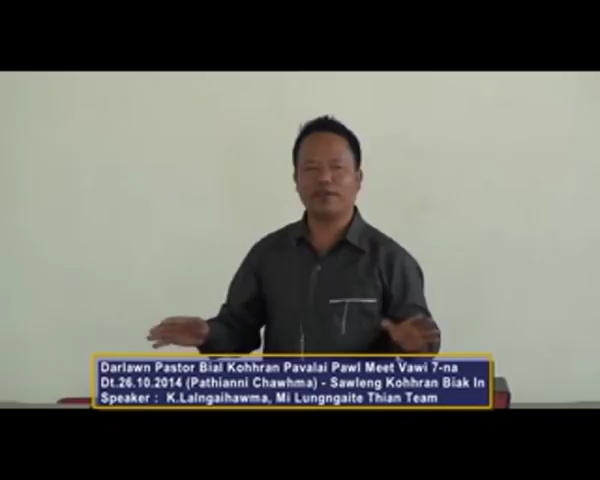 Darlawn Pastor Bial Kohhran Pavalai Pawl Meet Vawi 7-na
Dt.26.10.2014 (Pathianni Chawhma) - Sawleng Kohhran Biak In
Speaker : K.Lalngaihawma, Mi Lungngaite Thian Team